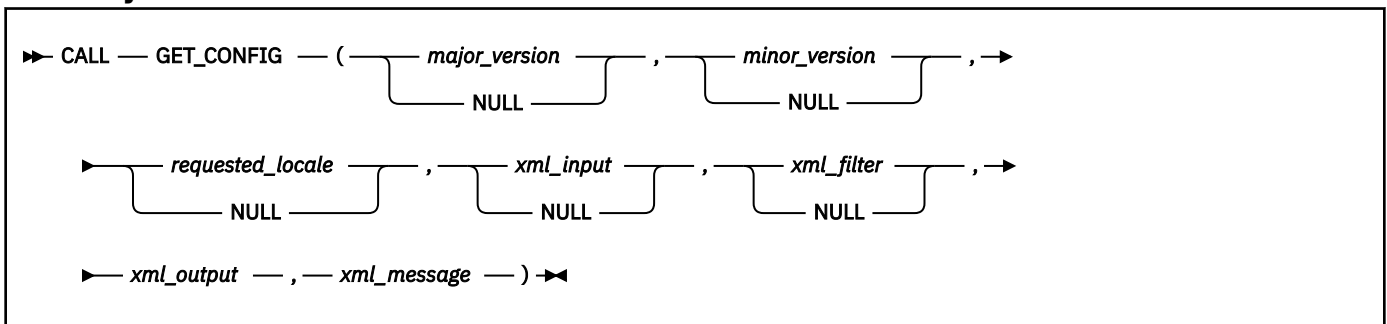 CALL GET_CONFIG ( major_version , minor_version ,
NULL NULL
requested_locale , xml_input , xml_filter ,
NULL NULL NULL
xml_output , xml_message )